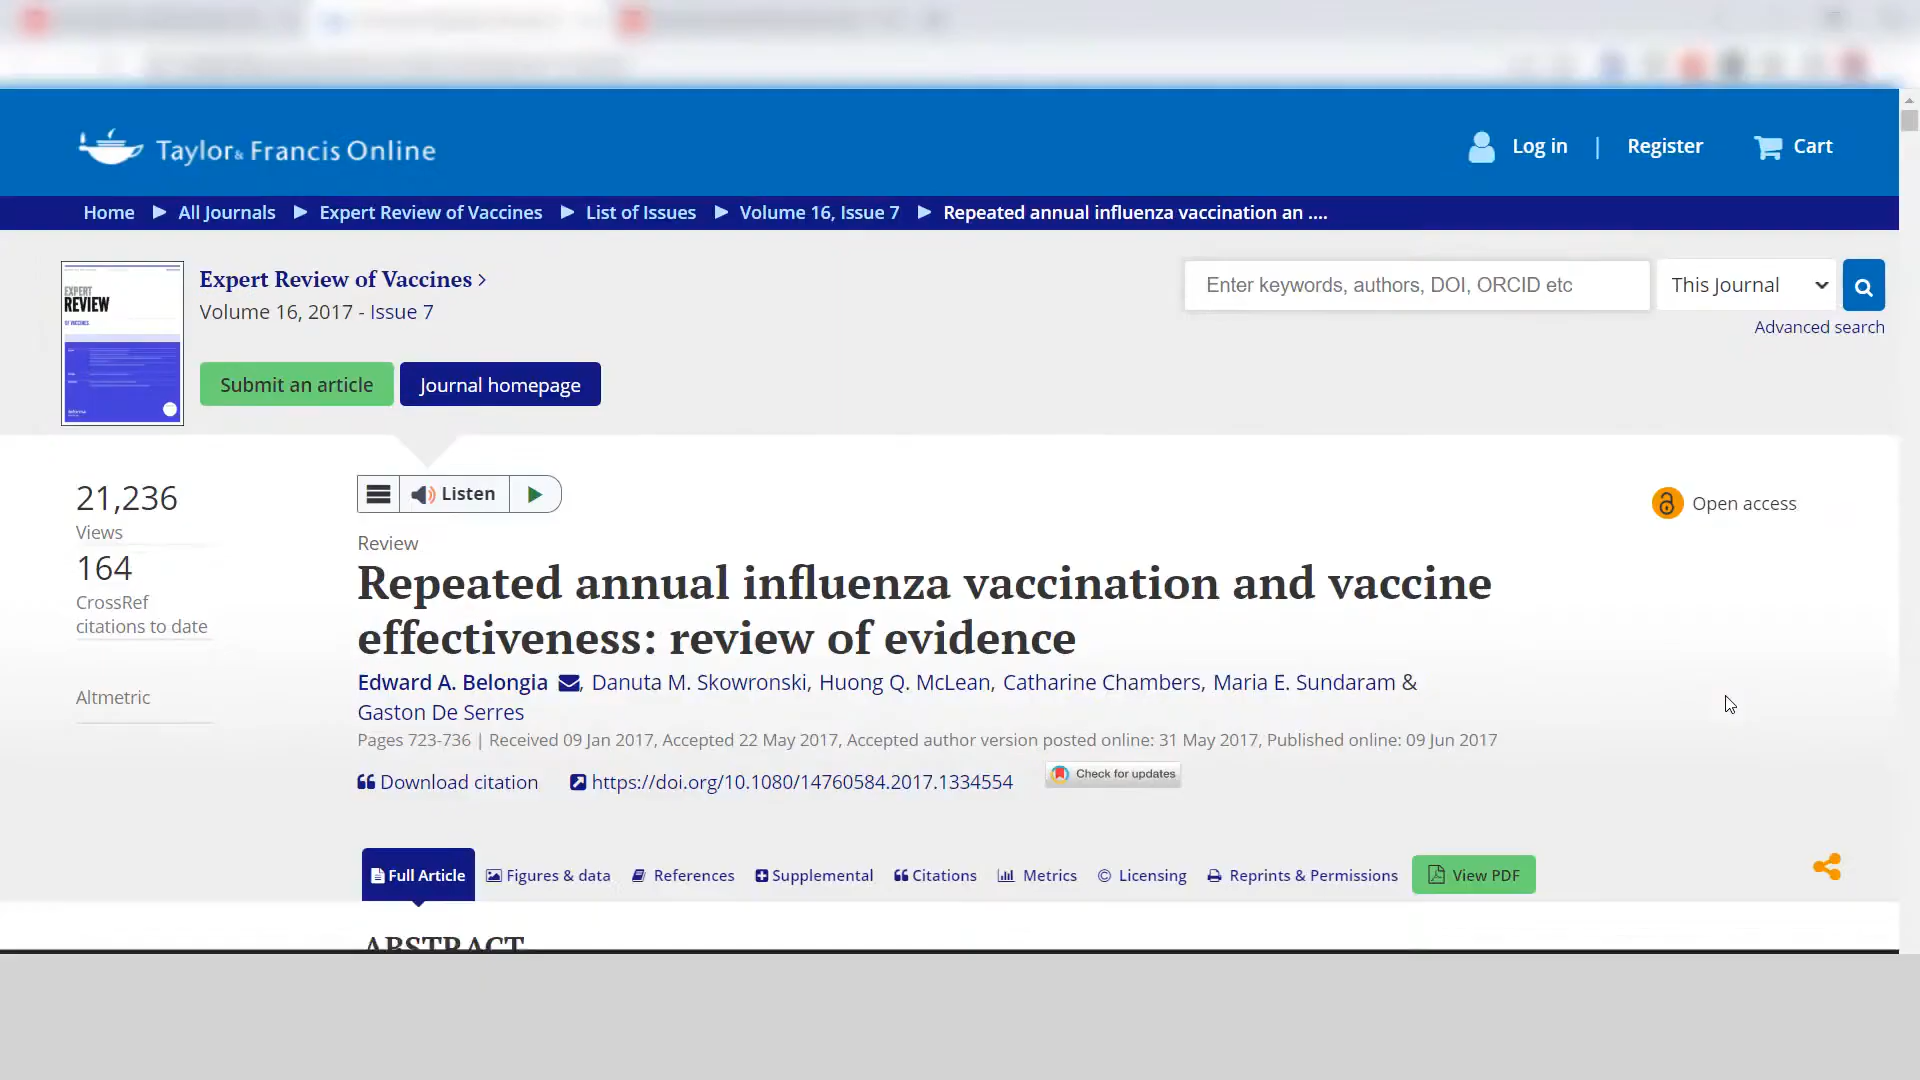 Taylor & Francis Online
Log in | Register Cart
Home All Journals Expert Review of Vaccines List of Issues Volume 16, Issue 7 Repeated annual influenza vaccination an ....
EXPERT
REVIEW
OF VACCINES
Expert Review of Vaccines >
Volume 16, 2017 - Issue 7
Enter keywords, authors, DOI, ORCID etc
This Journal
Advanced search
Submit an article
Journal homepage
21,236
Views
164
CrossRef
citations to date
Altmetric
Listen
Open access
Review
Repeated annual influenza vaccination and vaccine
effectiveness: review of evidence
Edward A. Belongia , Danuta M. Skowronski, Huong Q. McLean, Catharine Chambers, Maria E. Sundaram &
Gaston De Serres
Pages 723-736 | Received 09 Jan 2017, Accepted 22 May 2017, Accepted author version posted online: 31 May 2017, Published online: 09 Jun 2017
Download citation
https://doi.org/10.1080/14760584.2017.1334554
Check for updates
Full Article
Figures & data
References
Supplemental
Citations
Metrics
Licensing
Reprints & Permissions
View PDF
ABSTRACT